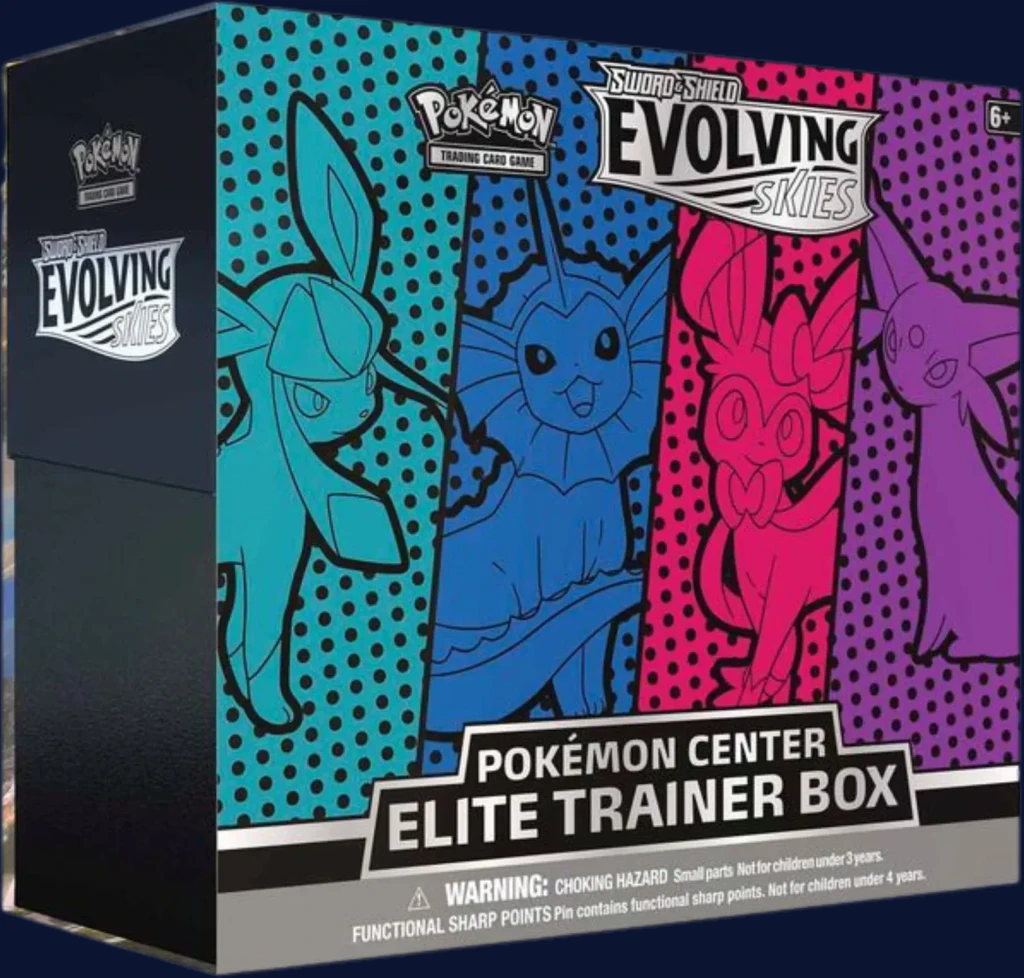 POKéMON
TRADING CARD GAME
SWORD & SHIELD
EVOLVING
SKIES
POKéMON
TRADING CARD GAME
SWORD & SHIELD
EVOLVING
SKIES
6+
POKÉMON CENTER
ELITE TRAINER BOX
WARNING: CHOKING HAZARD Small parts Not for children under 3 years.
FUNCTIONAL SHARP POINTS Pin contains functional sharp points. Not for children under 4 years.